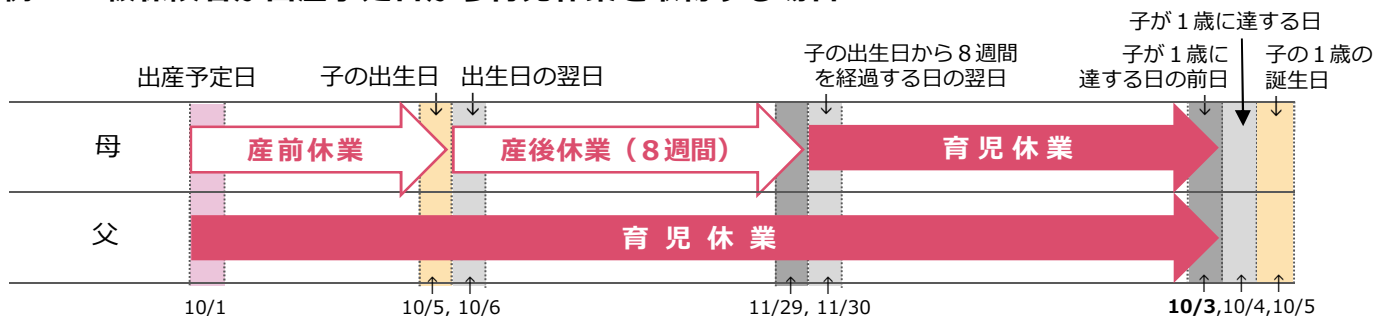 子が１歳に達する日
出産予定日
子の出生日
出生日の翌日
子の出生日から８週間
を経過する日の翌日
子が１歳に
達する日の前日
子の１歳の
誕生日
母
産前休業
産後休業（８週間）
育児休業
父
育児休業
10/1
10/5, 10/6
11/29, 11/30
10/3,10/4,10/5